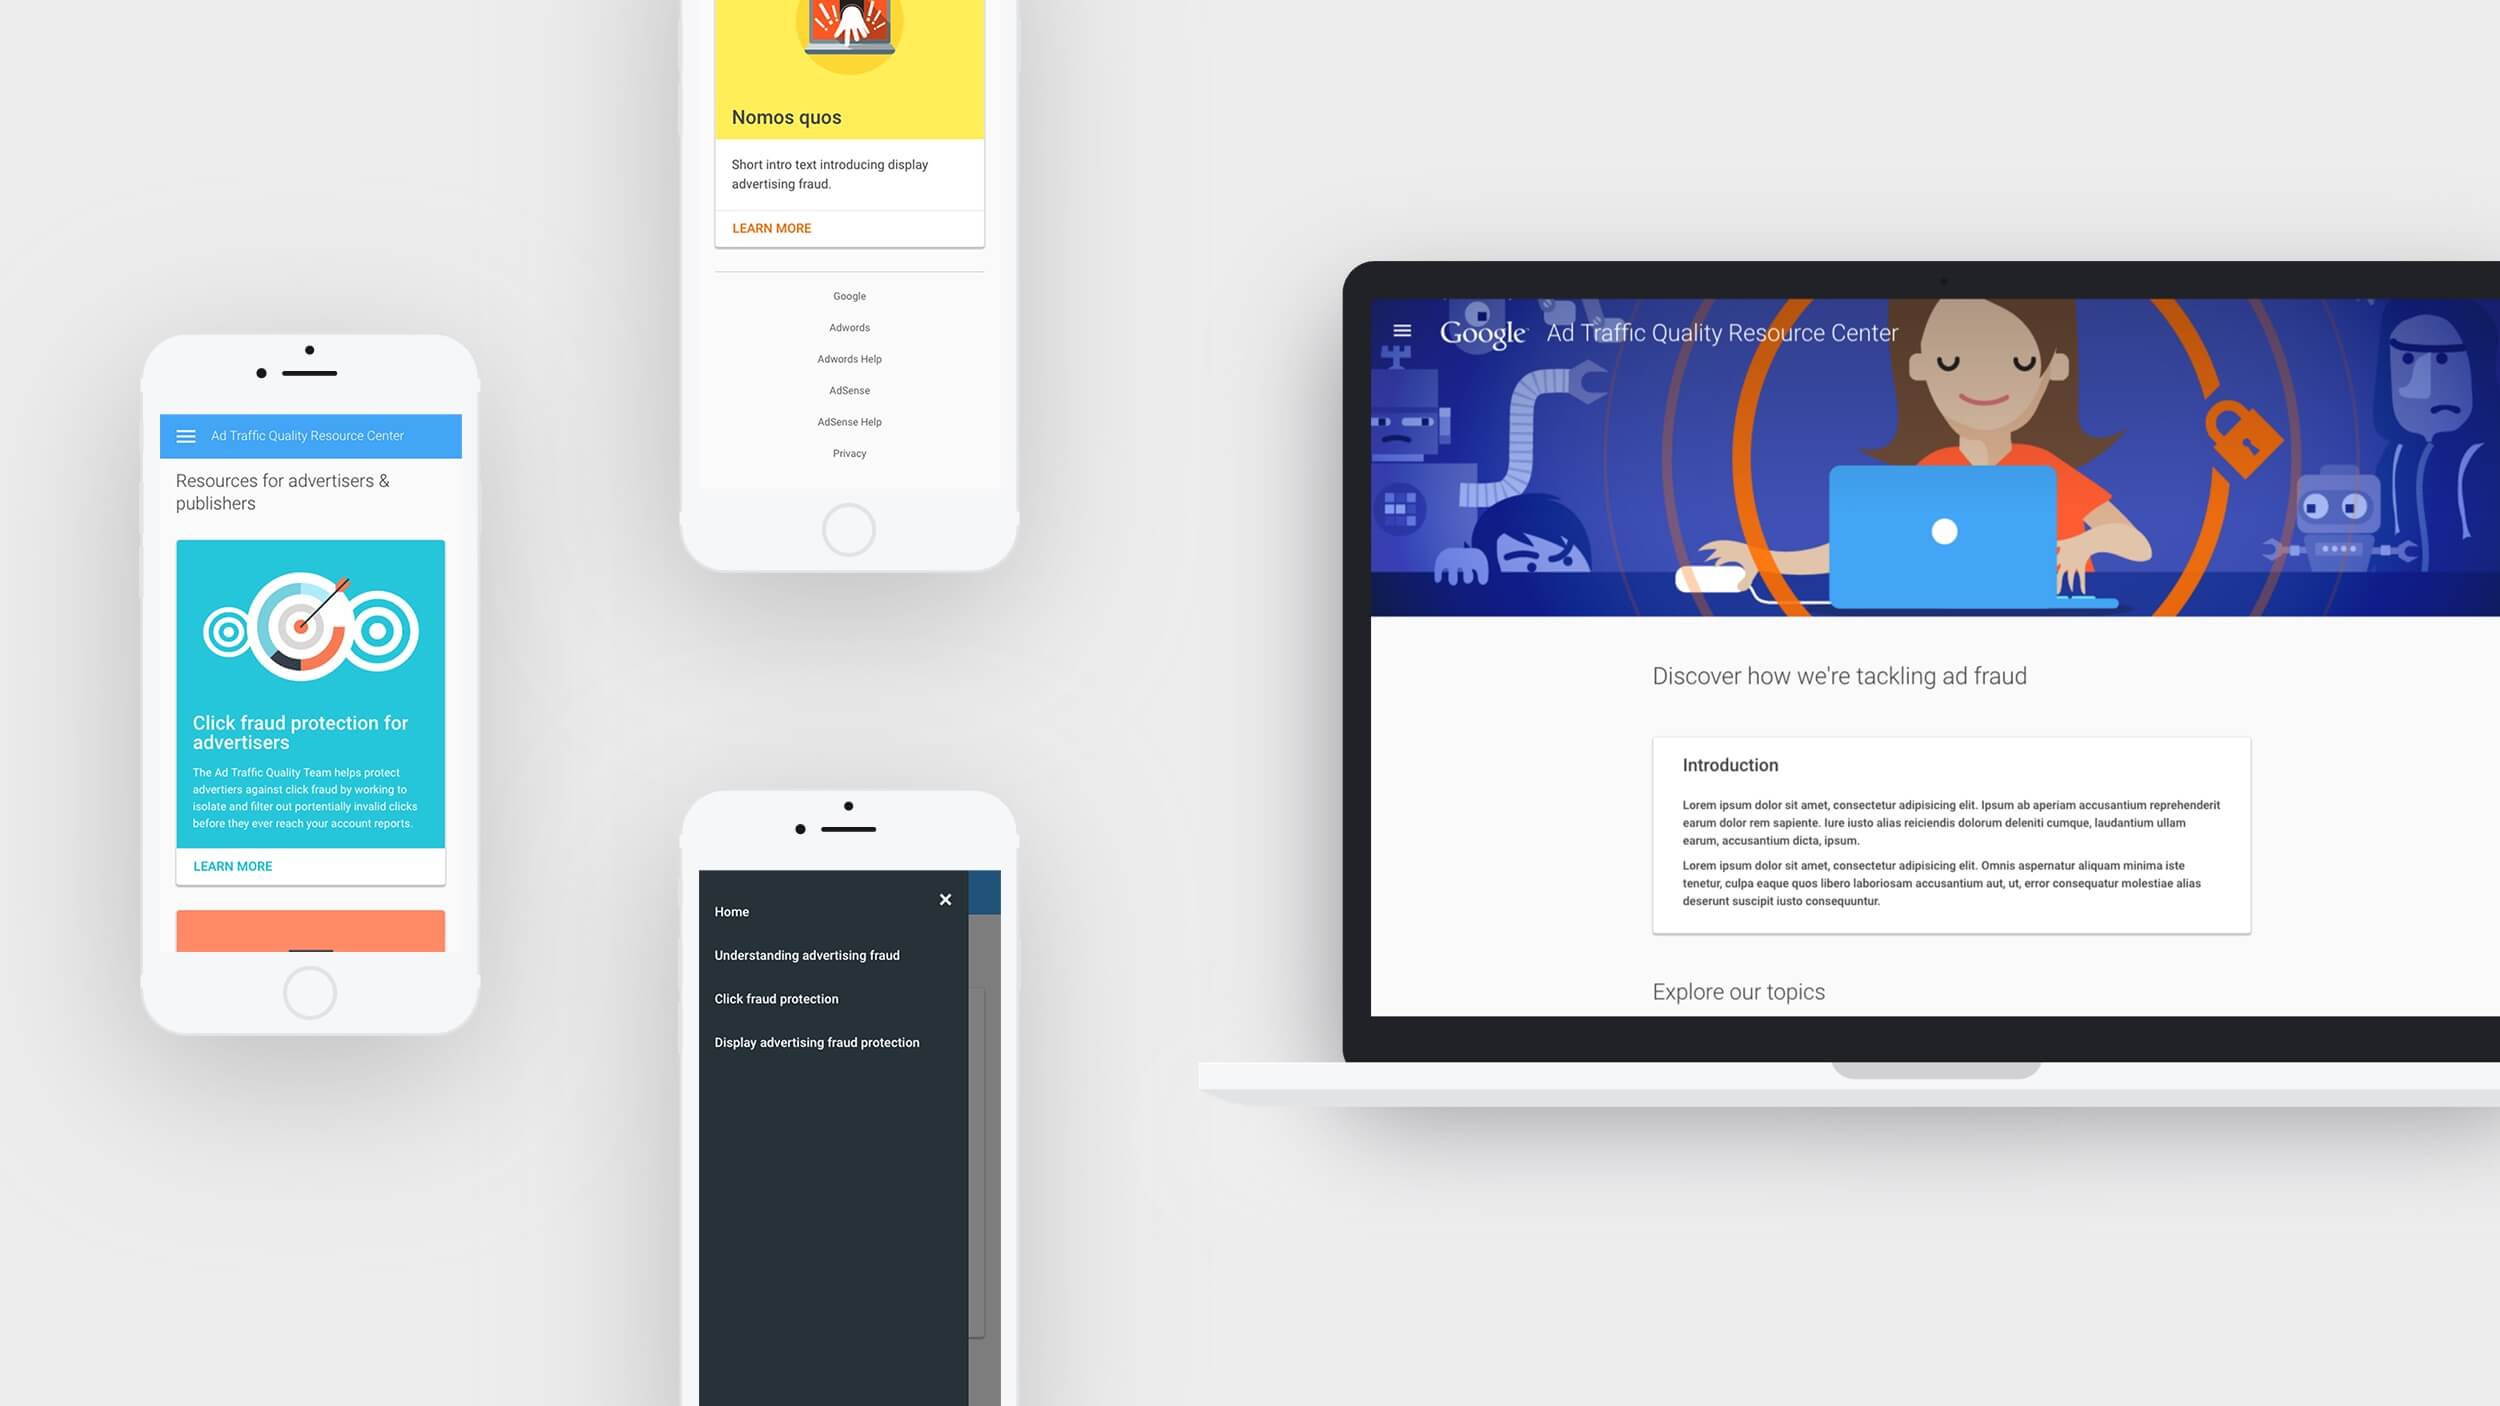 Ad Traffic Quality Resource Center
Resources for advertisers &
publishers
Click fraud protection for
advertisers
The Ad Traffic Quality Team helps protect
advertiers against click fraud by working to
isolate and filter out portentially invalid clicks
before they ever reach your account reports.
LEARN MORE
Nomos quos
Short intro text introducing display
advertising fraud.
LEARN MORE
Google
Adwords
Adwords Help
AdSense
AdSense Help
Privacy
Home
Understanding advertising fraud
Click fraud protection
Display advertising fraud protection
Google Ad Traffic Quality Resource Center
Discover how we're tackling ad fraud
Introduction
Lorem ipsum dolor sit amet, consectetur adipisicing elit. Ipsum ab aperiam accusantium reprehenderit
earum dolor rem sapiente. Iure iusto alias reiciendis dolorum deleniti cumque, laudantium ullam
earum, accusantium dicta, ipsum.
Lorem ipsum dolor sit amet, consectetur adipisicing elit. Omnis aspernatur aliquam minima iste
tenetur, culpa eaque quos libero laboriosam accusantium aut, ut, error consequatur molestiae alias
deserunt suscipit iusto consequuntur.
Explore our topics